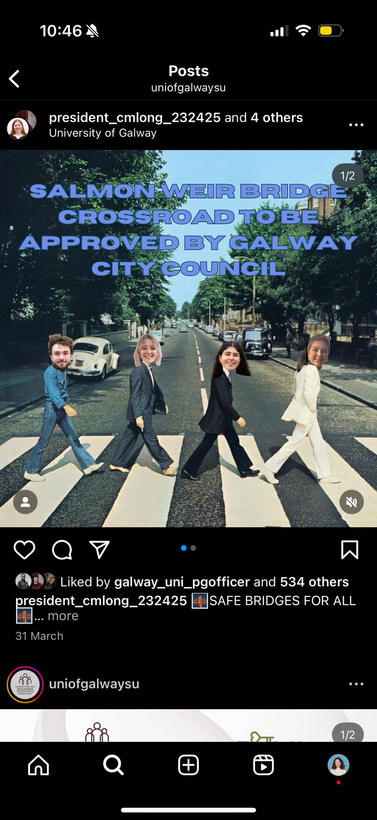 10:46
Posts
uniofgalwaysu
president_cmlong_232425 and 4 others
University of Galway
1/2
SALMON WEIR BRIDGE
CROSSROAD TO BE
APPROVED BY GALWAY
CITY COUNCIL
Liked by galway_uni_pgofficer and 534 others
president_cmlong_232425 🌉SAFE BRIDGES FOR ALL
🌉... more
31 March
uniofgalwaysu
1/2